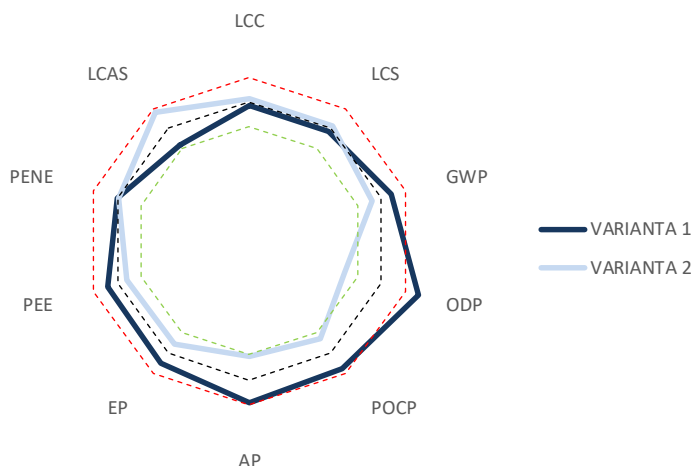 LCC
LCAS
LCS
PENE
GWP
VARIANTA 1
VARIANTA 2
PEE
ODP
EP
POCP
AP